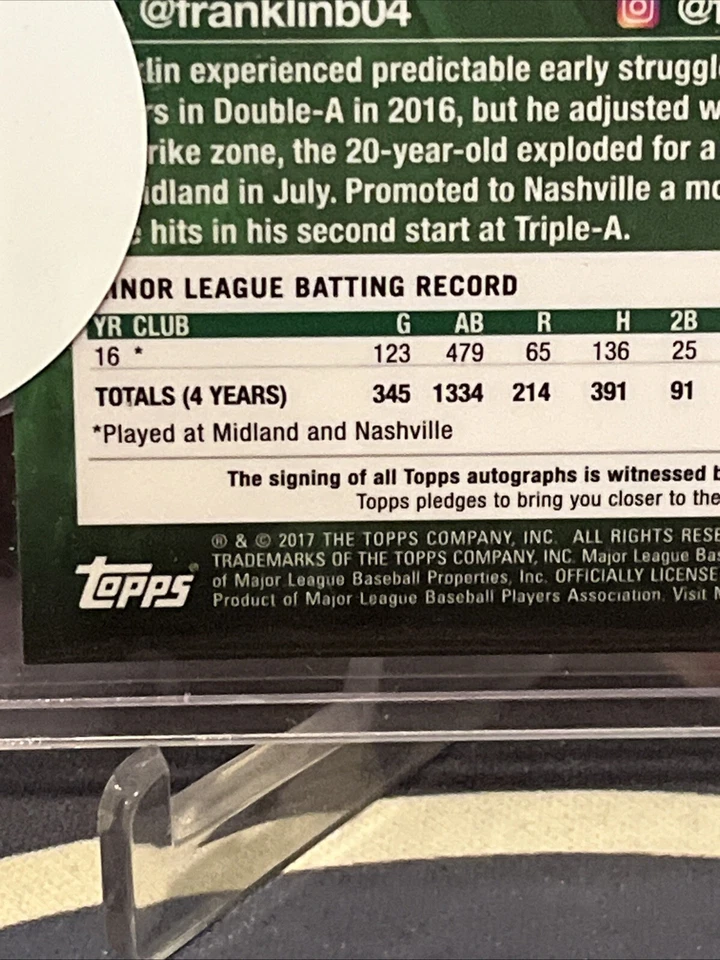 @franklinb04 @
lin experienced predictable early struggl
s in Double-A in 2016, but he adjusted w
rike zone, the 20-year-old exploded for a
idland in July. Promoted to Nashville a mo
hits in his second start at Triple-A.
INOR LEAGUE BATTING RECORD
YR CLUB G AB R H 2B
16 * 123 479 65 136 25
TOTALS (4 YEARS) 345 1334 214 391 91
*Played at Midland and Nashville
The signing of all Topps autographs is witnessed b
Topps pledges to bring you closer to the
® & © 2017 THE TOPPS COMPANY, INC. ALL RIGHTS RESE
TRADEMARKS OF THE TOPPS COMPANY, INC. Major League Bas
of Major League Baseball Properties, Inc. OFFICIALLY LICENSE
Product of Major League Baseball Players Association. Visit M
Topps®